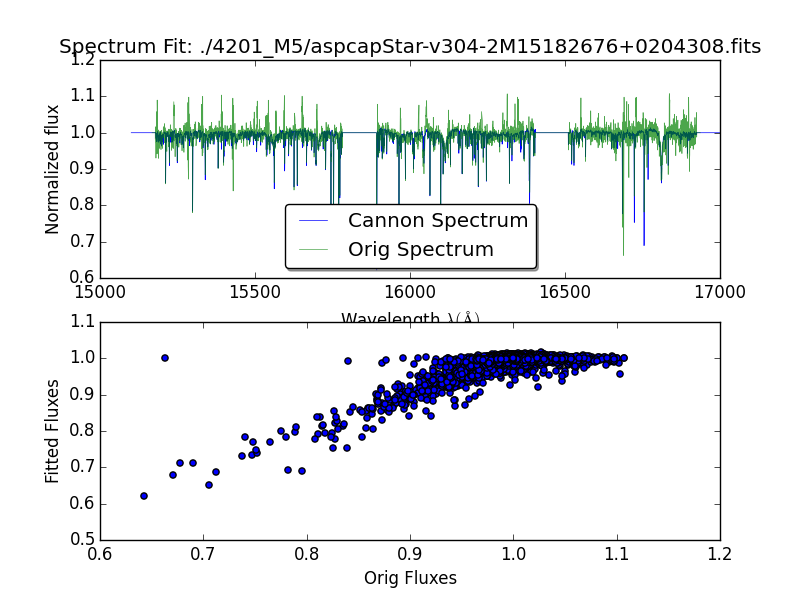 Spectrum Fit: ./4201_M5/aspcapStar-v304-2M15182676+0204308.fits
1.2
1.1
1.0
0.9
0.8
0.7
0.6
Normalized flux
Cannon Spectrum
Orig Spectrum
15000 15500 16000 16500 17000
Wavelength λ(Å)
1.1
1.0
0.9
0.8
0.7
0.6
0.5
Fitted Fluxes
0.6 0.7 0.8 0.9 1.0 1.1 1.2
Orig Fluxes